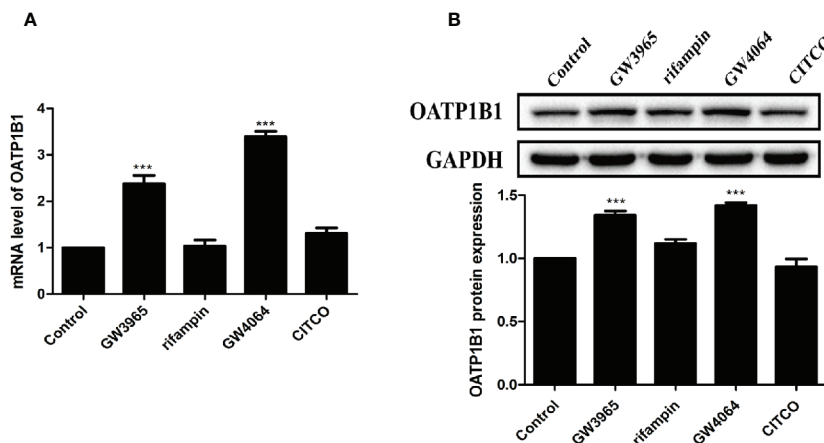 A
mRNA level of OATP1B1
4
3
2
1
0
***
***
Control
GW3965
rifampin
GW4064
CITCO
B
Control
GW3965
rifampin
GW4064
CITCO
OATP1B1
GAPDH
OATP1B1 protein expression
1.5
1.0
0.5
0.0
***
***
Control
GW3965
rifampin
GW4064
CITCO